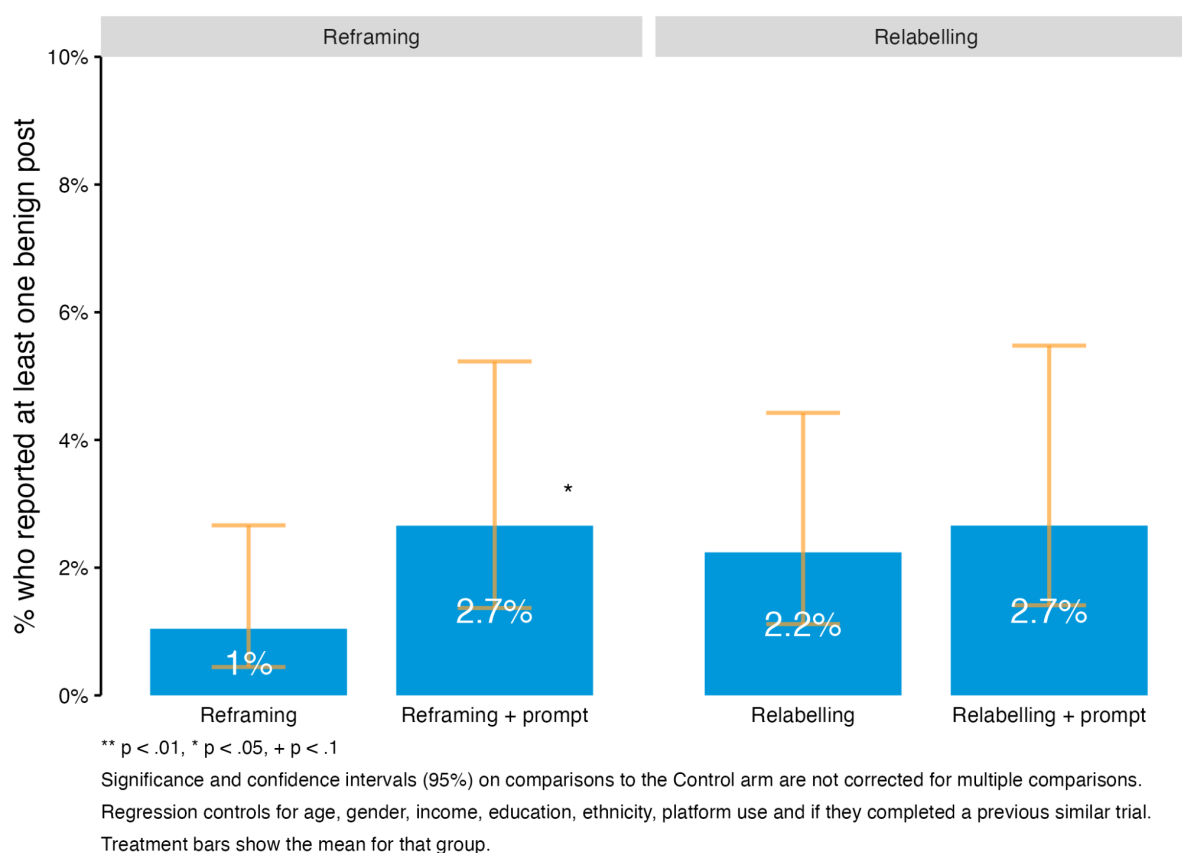 Reframing
Relabelling
% who reported at least one benign post
10%
8%
6%
4%
2%
0%
1%
2.7%
*
2.2%
2.7%
Reframing
Reframing + prompt
Relabelling
Relabelling + prompt
** p < .01, * p < .05, + p < .1
Significance and confidence intervals (95%) on comparisons to the Control arm are not corrected for multiple comparisons.
Regression controls for age, gender, income, education, ethnicity, platform use and if they completed a previous similar trial.
Treatment bars show the mean for that group.